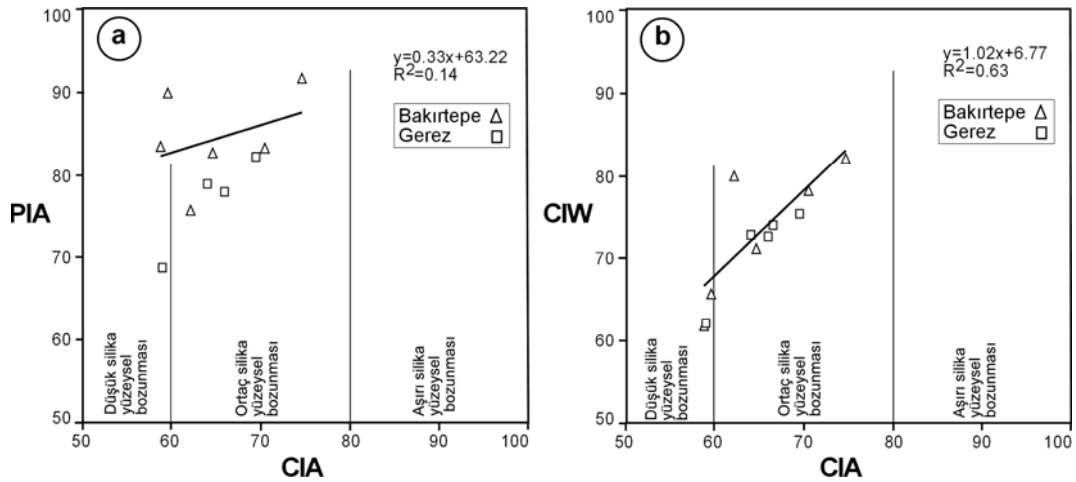 a
y=0.33x+63.22
R2=0.14
Bakırtepe
Gerez
PIA
100
90
80
70
60
50
Düşük silika
yüzeysel
bozunması
Ortaç silika
yüzeysel
bozunması
Aşırı silika
yüzeysel
bozunması
50 60 70 80 90 100
CIA
b
y=1.02x+6.77
R2=0.63
Bakırtepe
Gerez
CIW
100
90
80
70
60
50
Düşük silika
yüzeysel
bozunması
Ortaç silika
yüzeysel
bozunması
Aşırı silika
yüzeysel
bozunması
50 60 70 80 90 100
CIA